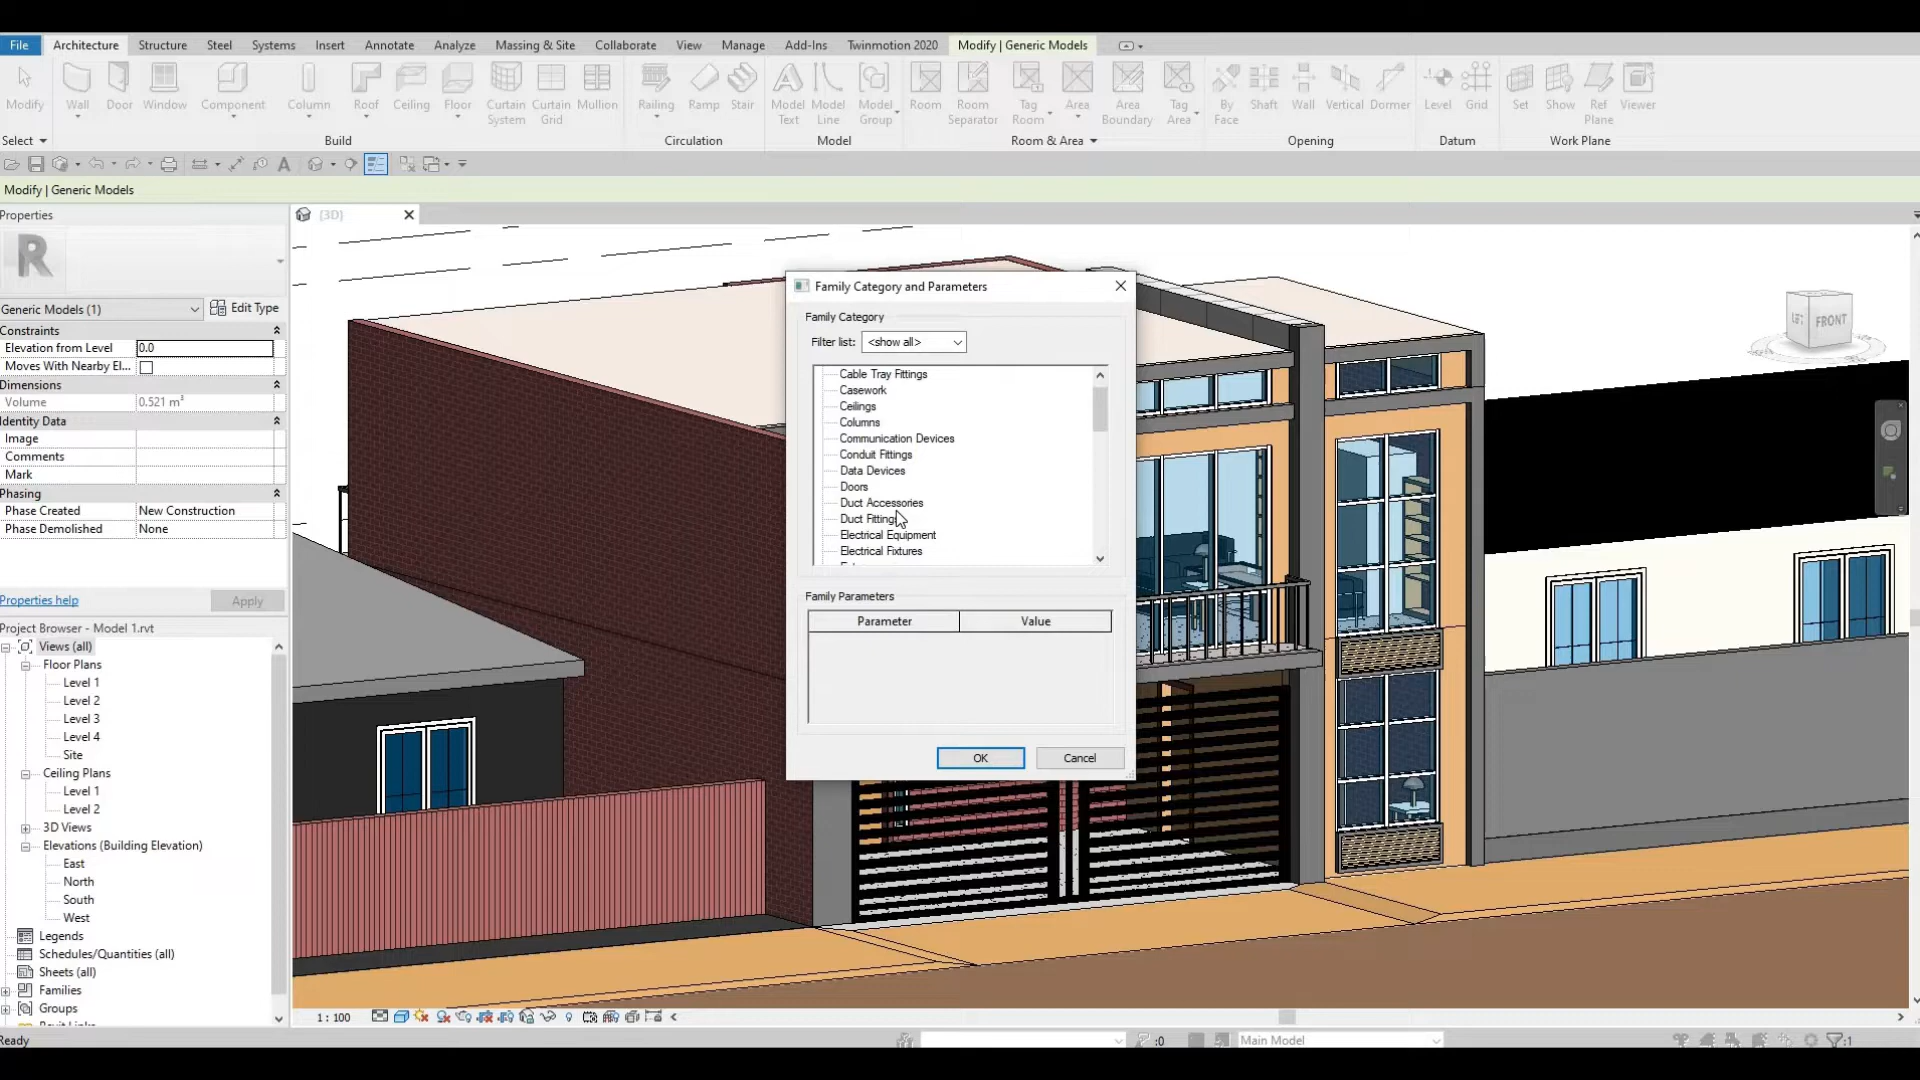 File Architecture Structure Steel Systems Insert Annotate Analyze Massing & Site Collaborate View Manage Add-Ins Twinmotion 2020 Modify | Generic Models
Modify Wall Door Window Component Column Roof Ceiling Floor Curtain System Curtain Grid Mullion Railing Ramp Stair Model Text Model Line Model Group Room Room Separator Tag Room Area Area Boundary Tag Area By Face Shaft Wall Vertical Dormer Level Grid Set Show Ref Plane Viewer
Select Build Circulation Model Room & Area Opening Datum Work Plane
Modify | Generic Models
Properties
{3D}
R
Generic Models (1) Edit Type
Constraints
Elevation from Level 0.0
Moves With Nearby El...
Dimensions
Volume 0.521 m³
Identity Data
Image
Comments
Mark
Phasing
Phase Created New Construction
Phase Demolished None
Properties help Apply
Project Browser - Model 1.rvt
Views (all)
Floor Plans
Level 1
Level 2
Level 3
Level 4
Site
Ceiling Plans
Level 1
Level 2
3D Views
Elevations (Building Elevation)
East
North
South
West
Legends
Schedules/Quantities (all)
Sheets (all)
Families
Groups
Family Category and Parameters
Family Category
Filter list: <show all>
Cable Tray Fittings
Casework
Ceilings
Columns
Communication Devices
Conduit Fittings
Data Devices
Doors
Duct Accessories
Duct Fittings
Electrical Equipment
Electrical Fixtures
Family Parameters
Parameter Value
OK Cancel
FRONT
1 : 100
Ready :0 Main Model :1